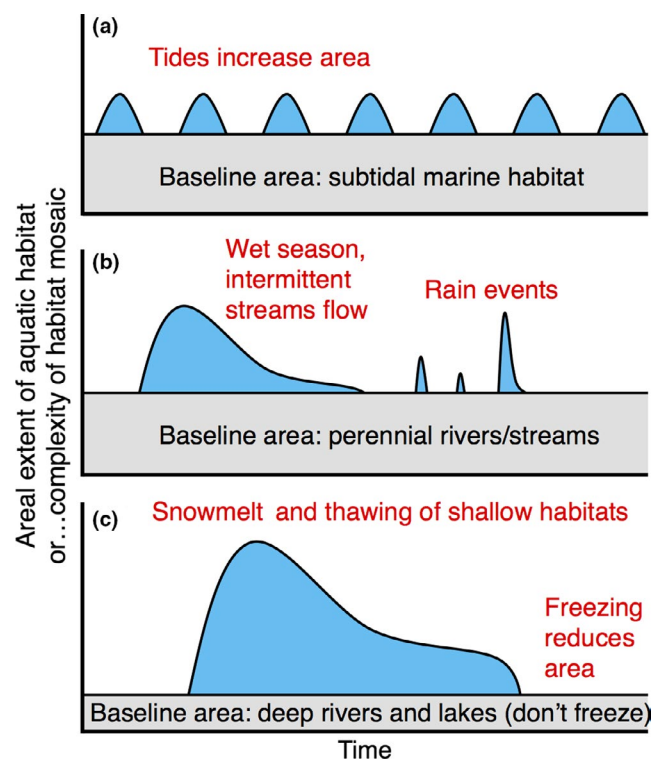 (a)
Tides increase area
Baseline area: subtidal marine habitat
(b)
Wet season,
intermittent
streams flow
Rain events
Baseline area: perennial rivers/streams
(c)
Snowmelt and thawing of shallow habitats
Freezing
reduces
area
Baseline area: deep rivers and lakes (don't freeze)
Time
Areal extent of aquatic habitat
or...complexity of habitat mosaic